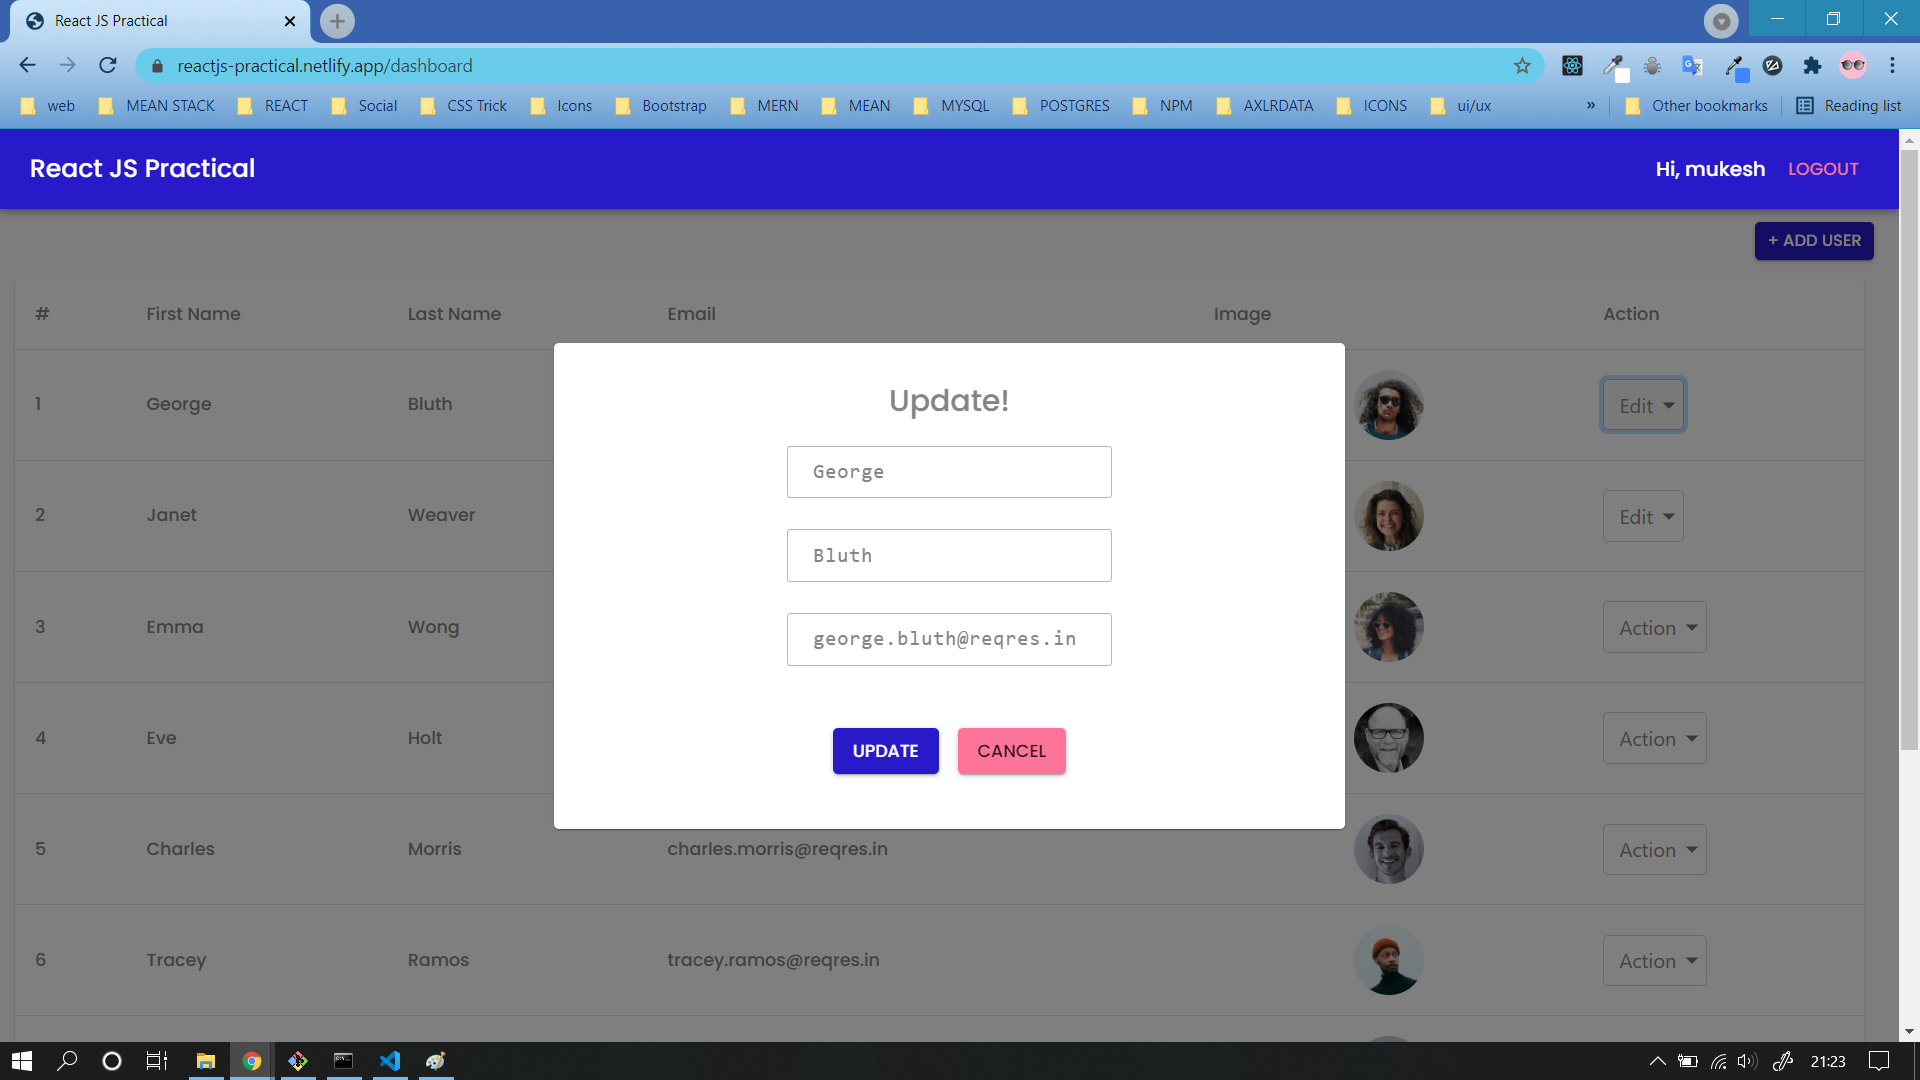 React JS Practical
reactjs-practical.netlify.app/dashboard
web MEAN STACK REACT Social CSS Trick Icons Bootstrap MERN MEAN MYSQL POSTGRES NPM AXLRDATA ICONS ui/ux » Other bookmarks Reading list
React JS Practical Hi, mukesh LOGOUT
+ ADD USER
# First Name Last Name Email Image Action
Update!
1 George Bluth Edit
George
2 Janet Weaver Edit
Bluth
3 Emma Wong Action
george.bluth@reqres.in
4 Eve Holt Action
UPDATE CANCEL
5 Charles Morris charles.morris@reqres.in Action
6 Tracey Ramos tracey.ramos@reqres.in Action
21:23